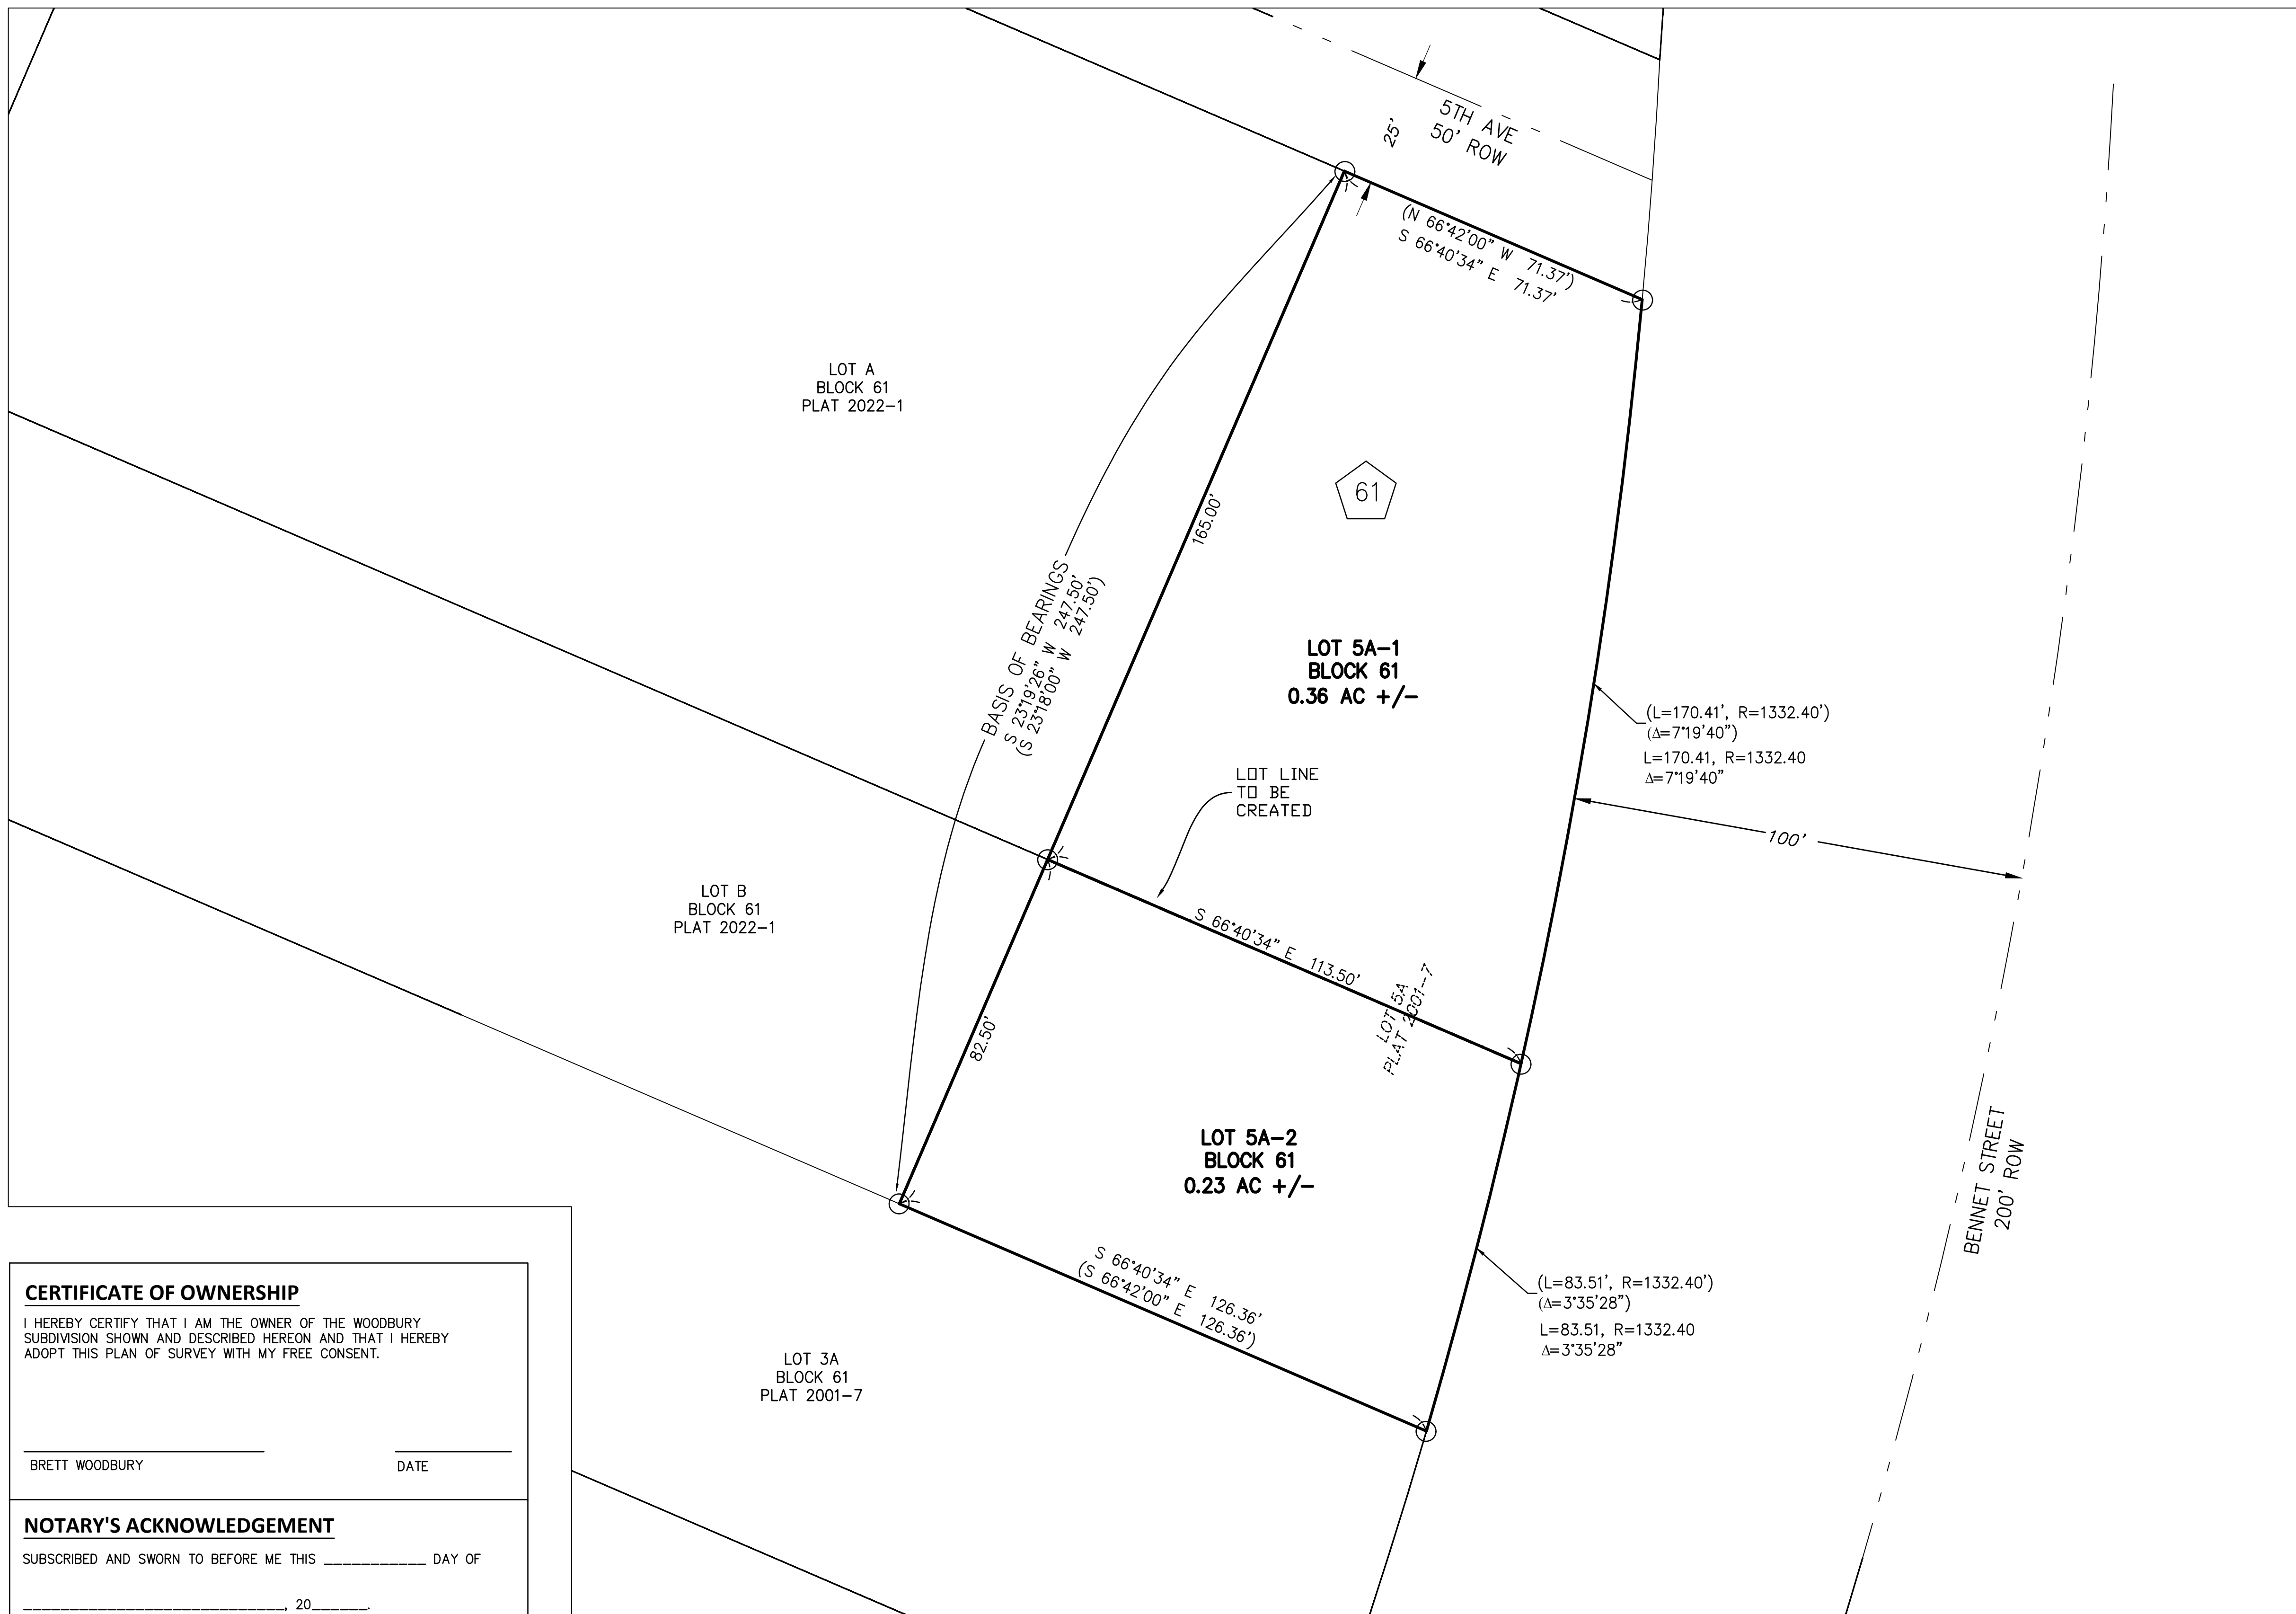 5TH AVE
50' ROW
25'
(N 66°42'00" W 71.37')
S 66°40'34" E 71.37'
LOT A
BLOCK 61
PLAT 2022-1
61
165.00'
BASIS OF BEARINGS
S 23°19'26" W 247.50'
(S 23°18'00" W 247.50')
LOT 5A-1
BLOCK 61
0.36 AC +/-
(L=170.41', R=1332.40')
(Δ=7°19'40")
L=170.41, R=1332.40
Δ=7°19'40"
LOT LINE
TO BE
CREATED
100'
LOT B
BLOCK 61
PLAT 2022-1
S 66°40'34" E 113.50'
LOT 5A
PLAT 2001-7
82.50'
LOT 5A-2
BLOCK 61
0.23 AC +/-
BENNET STREET
200' ROW
S 66°40'34" E 126.36'
(S 66°42'00" E 126.36')
(L=83.51', R=1332.40')
(Δ=3°35'28")
L=83.51, R=1332.40
Δ=3°35'28"
LOT 3A
BLOCK 61
PLAT 2001-7
CERTIFICATE OF OWNERSHIP
I HEREBY CERTIFY THAT I AM THE OWNER OF THE WOODBURY
SUBDIVISION SHOWN AND DESCRIBED HEREON AND THAT I HEREBY
ADOPT THIS PLAN OF SURVEY WITH MY FREE CONSENT.
BRETT WOODBURY DATE
NOTARY'S ACKNOWLEDGEMENT
SUBSCRIBED AND SWORN TO BEFORE ME THIS ___________ DAY OF
____________________________, 20______.